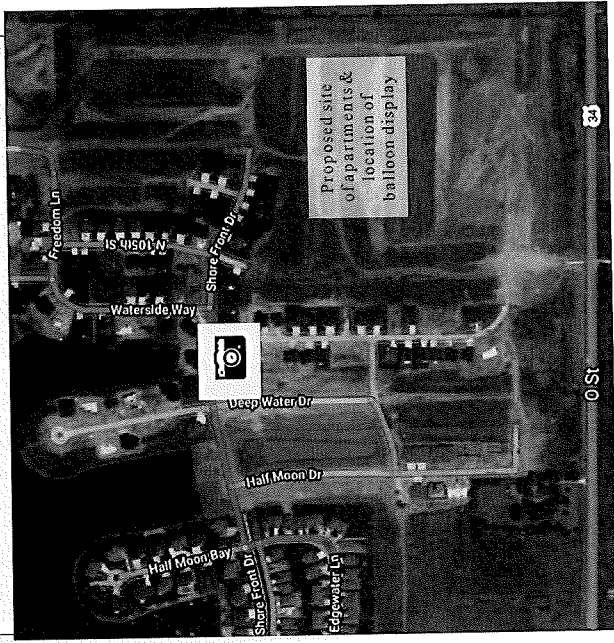 Proposed site
of apartments &
location of
balloon display
Freedom Ln
N 105th St
Shore Front Dr
Waterside Way
Deep Water Dr
Half Moon Dr
Half Moon Bay
Shore Front Dr
Edgewater Ln
O St
34